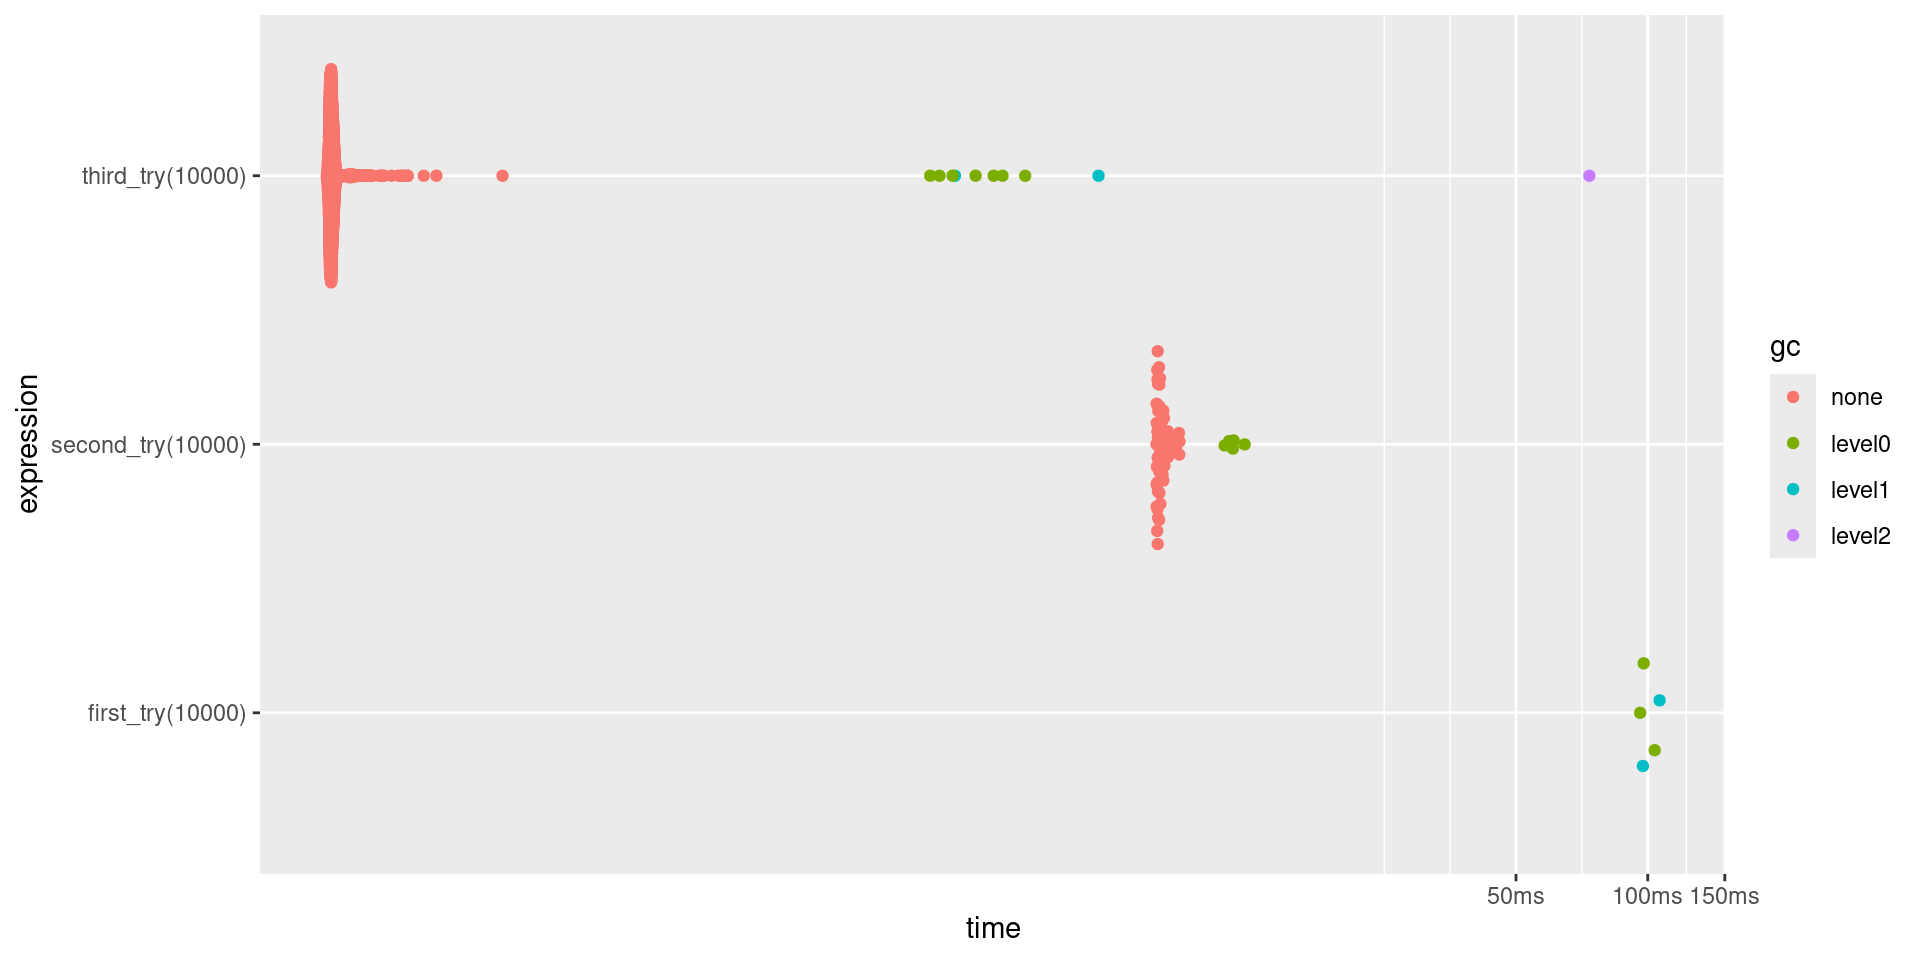 third_try(10000)
second_try(10000)
first_try(10000)
expression
50ms
100ms
150ms
time
gc
none
level0
level1
level2